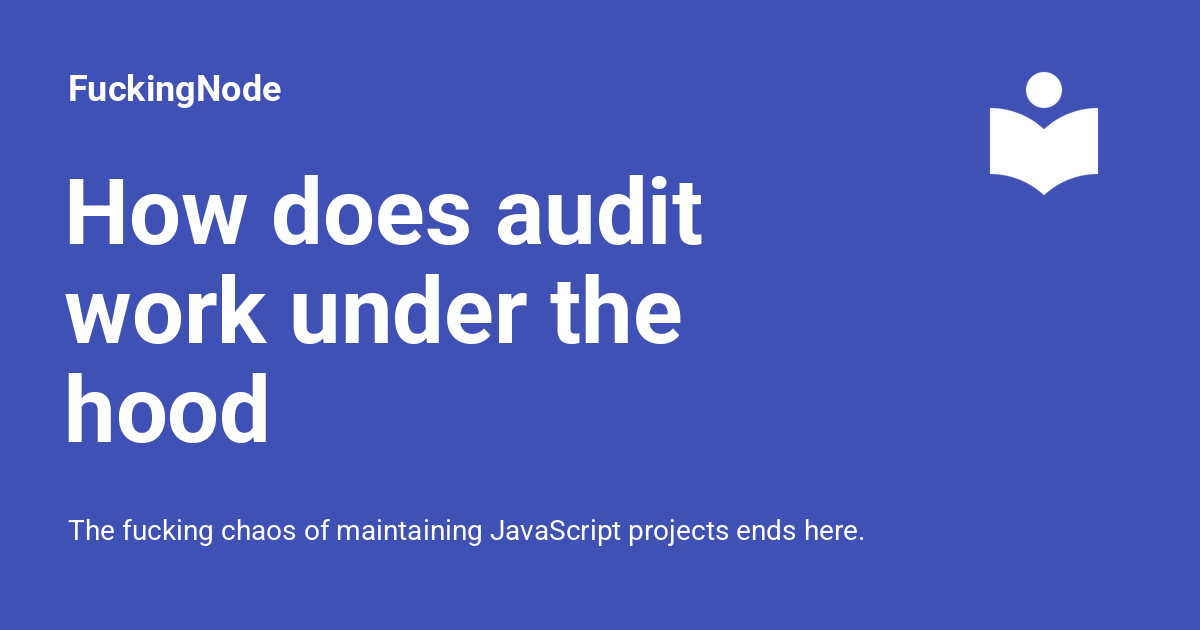 FuckingNode
How does audit
work under the
hood
The fucking chaos of maintaining JavaScript projects ends here.